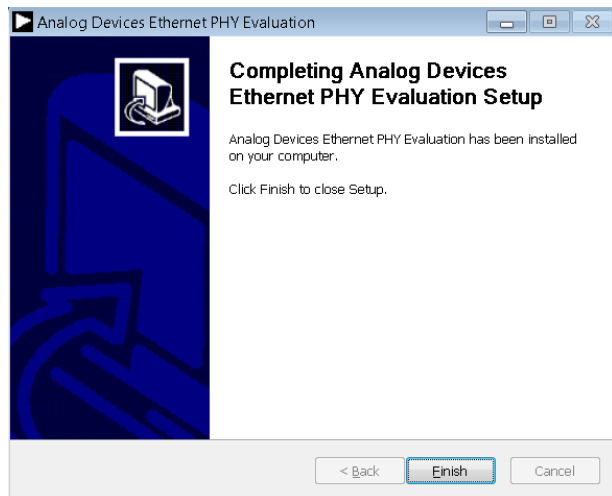 Analog Devices Ethernet PHY Evaluation
Completing Analog Devices
Ethernet PHY Evaluation Setup
Analog Devices Ethernet PHY Evaluation has been installed
on your computer.
Click Finish to close Setup.
< Back
Finish
Cancel